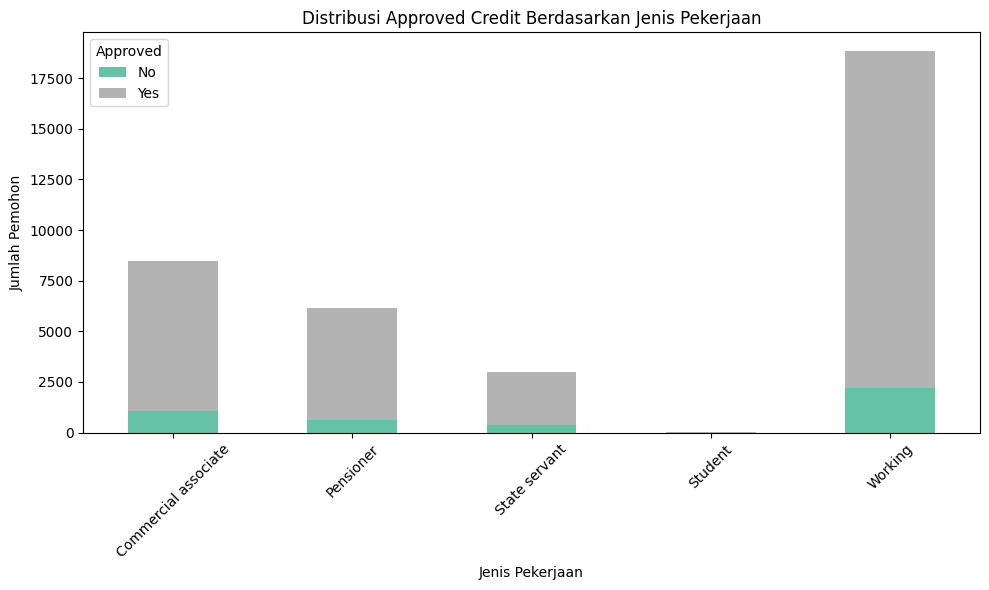 Distribusi Approved Credit Berdasarkan Jenis Pekerjaan
Approved
No
Yes
17500
15000
12500
10000
7500
5000
2500
0
Jumlah Pemohon
Commercial associate
Pensioner
State servant
Student
Working
Jenis Pekerjaan